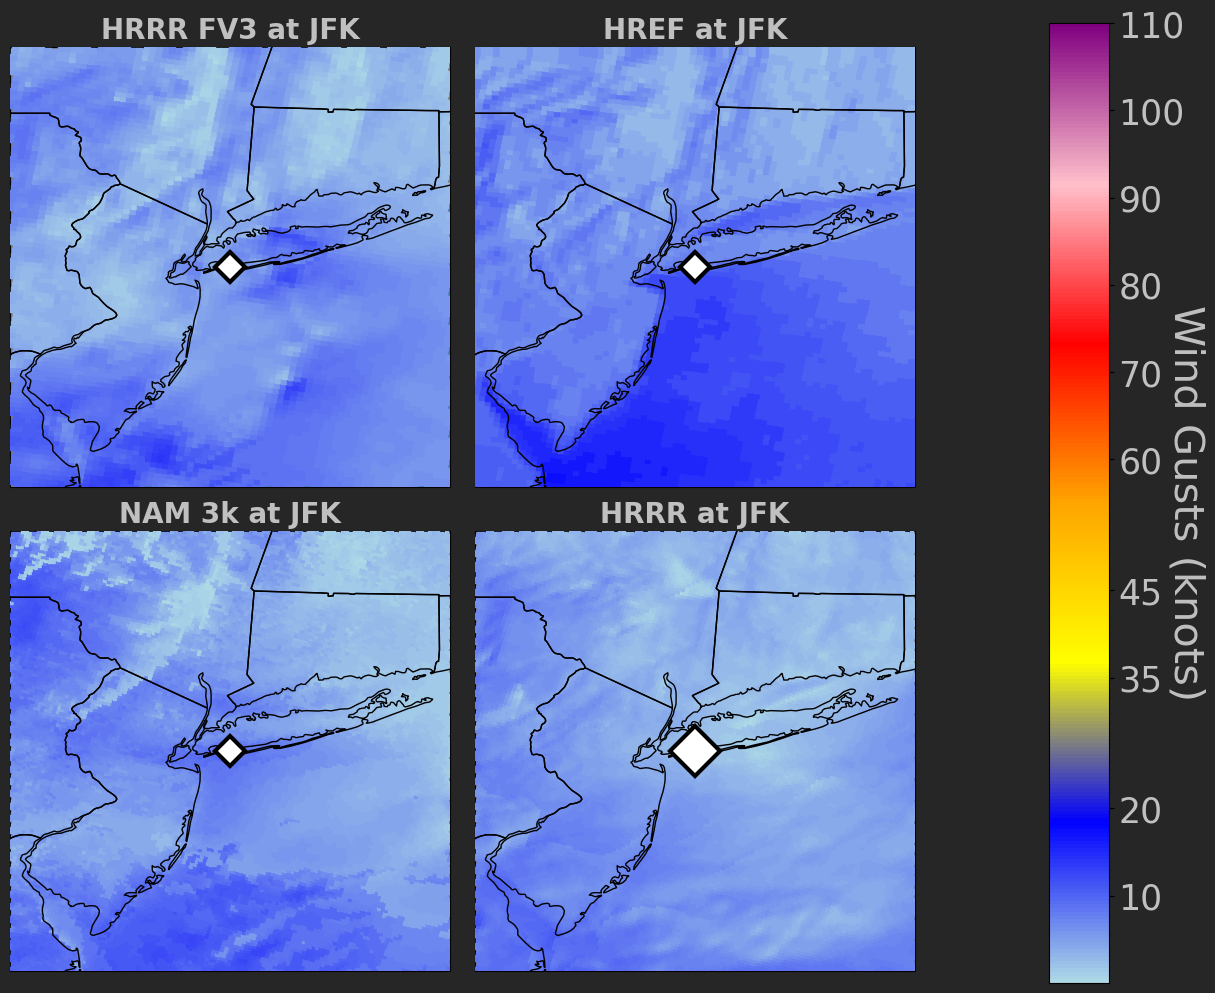 HRRR FV3 at JFK
HREF at JFK
NAM 3k at JFK
HRRR at JFK
110
100
90
80
70
60
45
35
20
10
Wind Gusts (knots)